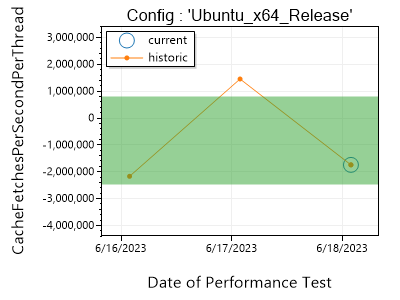 Config : 'Ubuntu_x64_Release'
CacheFetchesPerSecondPerThread
current
historic
3,000,000
2,000,000
1,000,000
0
-1,000,000
-2,000,000
-3,000,000
-4,000,000
6/16/2023 6/17/2023 6/18/2023
Date of Performance Test